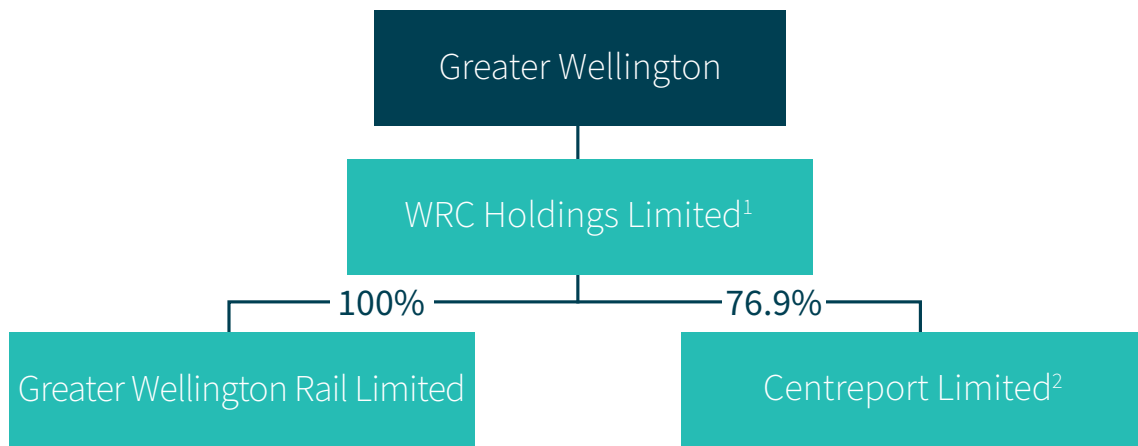 Greater Wellington
WRC Holdings Limited¹
100%
76.9%
Greater Wellington Rail Limited
Centreport Limited²